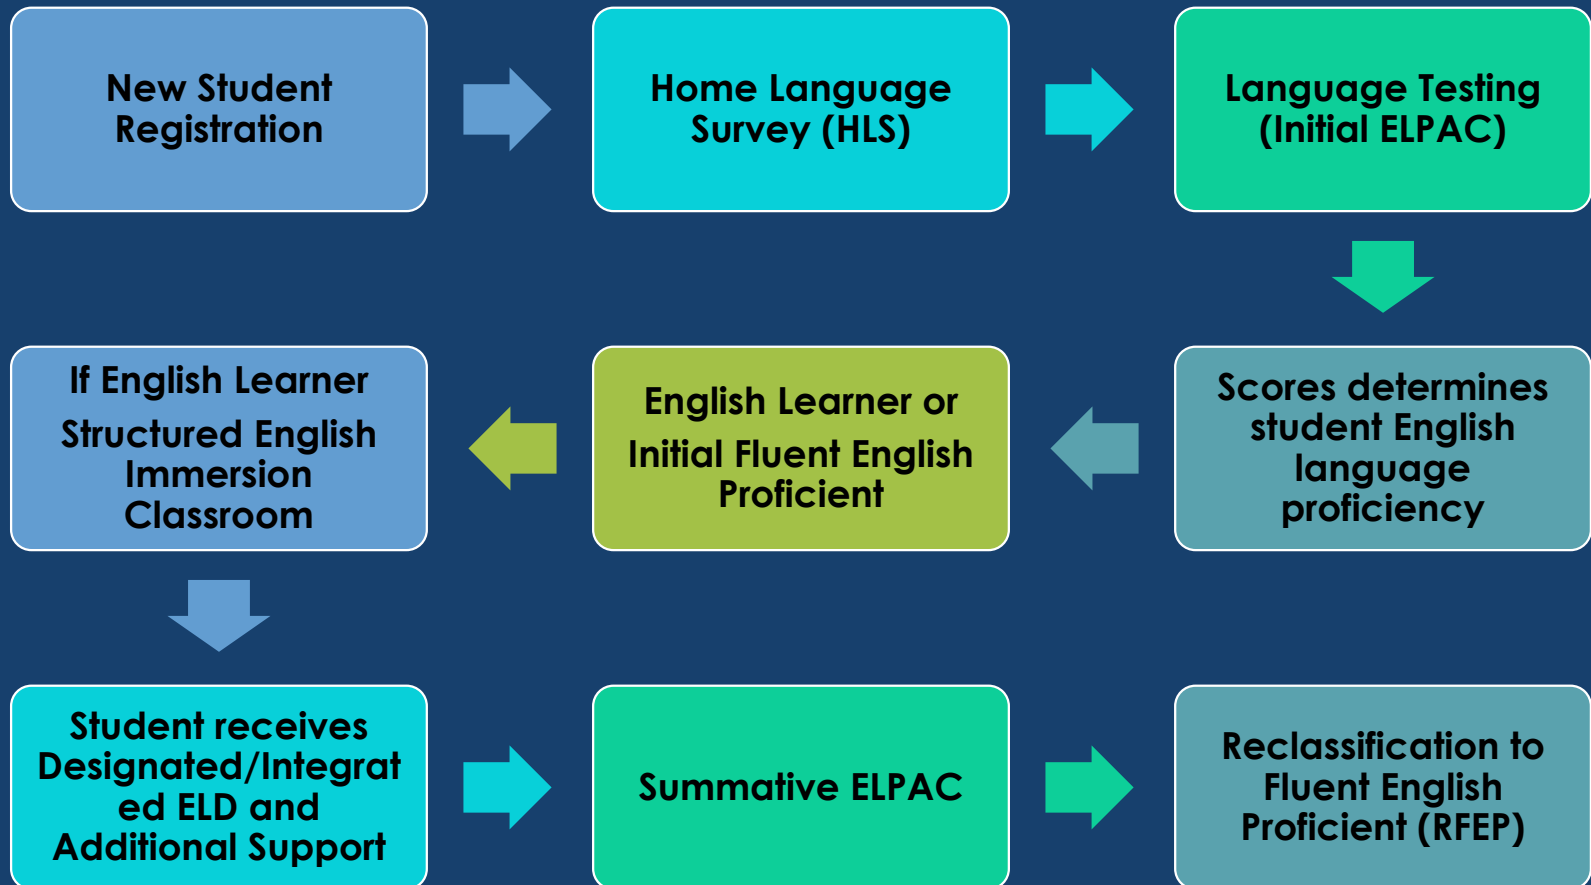 New Student
Registration
Home Language
Survey (HLS)
Language Testing
(Initial ELPAC)
Scores determines
student English
language
proficiency
English Learner or
Initial Fluent English
Proficient
If English Learner
Structured English
Immersion
Classroom
Student receives
Designated/Integrat
ed ELD and
Additional Support
Summative ELPAC
Reclassification to
Fluent English
Proficient (RFEP)